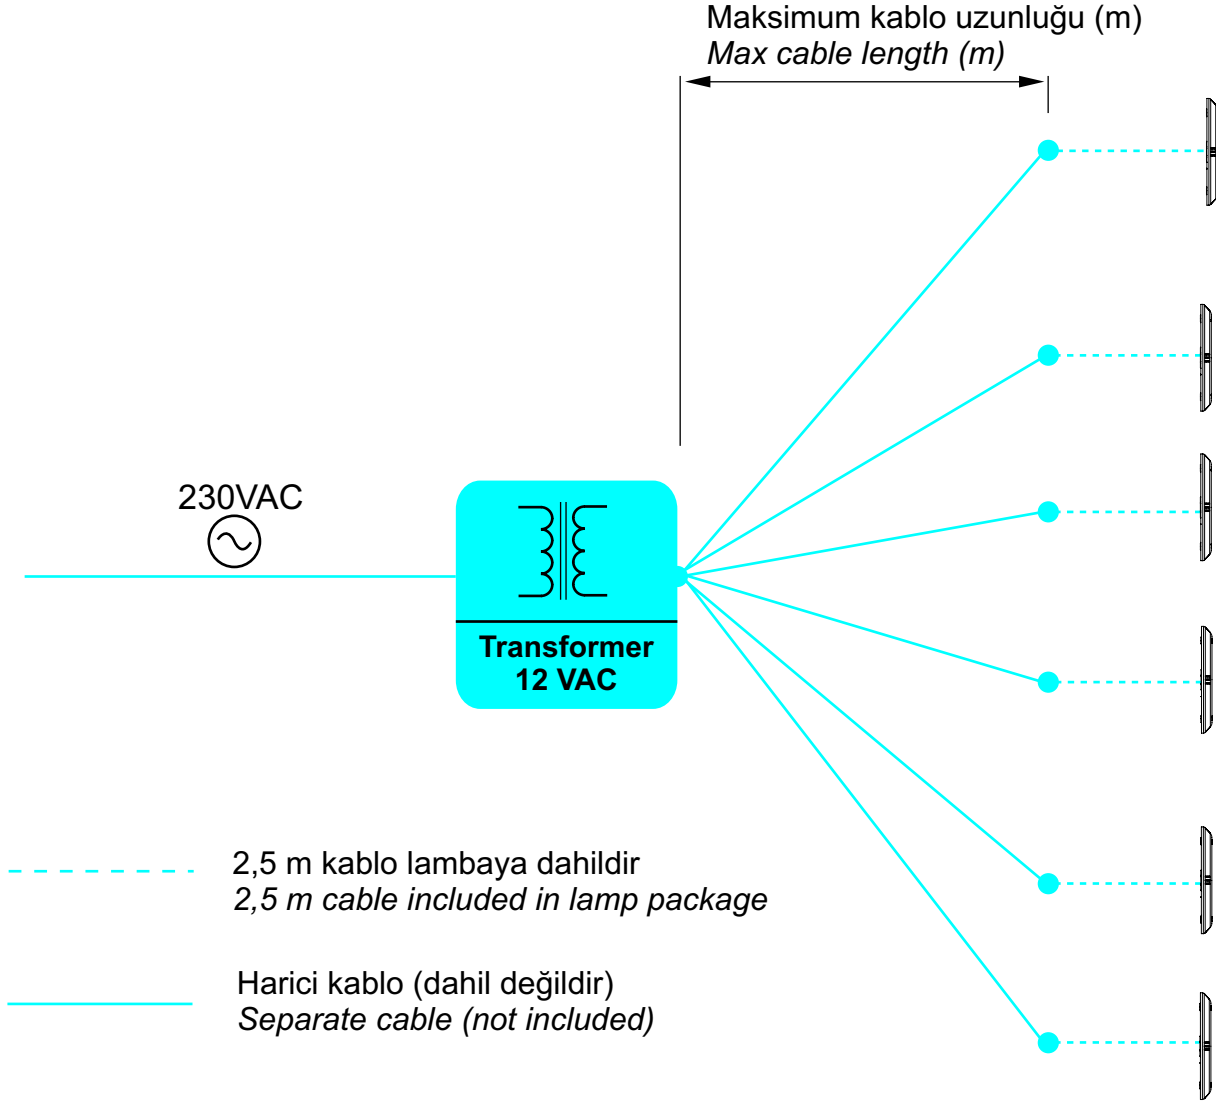 Maksimum kablo uzunluğu (m)
Max cable length (m)
230VAC
Transformer
12 VAC
2,5 m kablo lambaya dahildir
2,5 m cable included in lamp package
Harici kablo (dahil değildir)
Separate cable (not included)